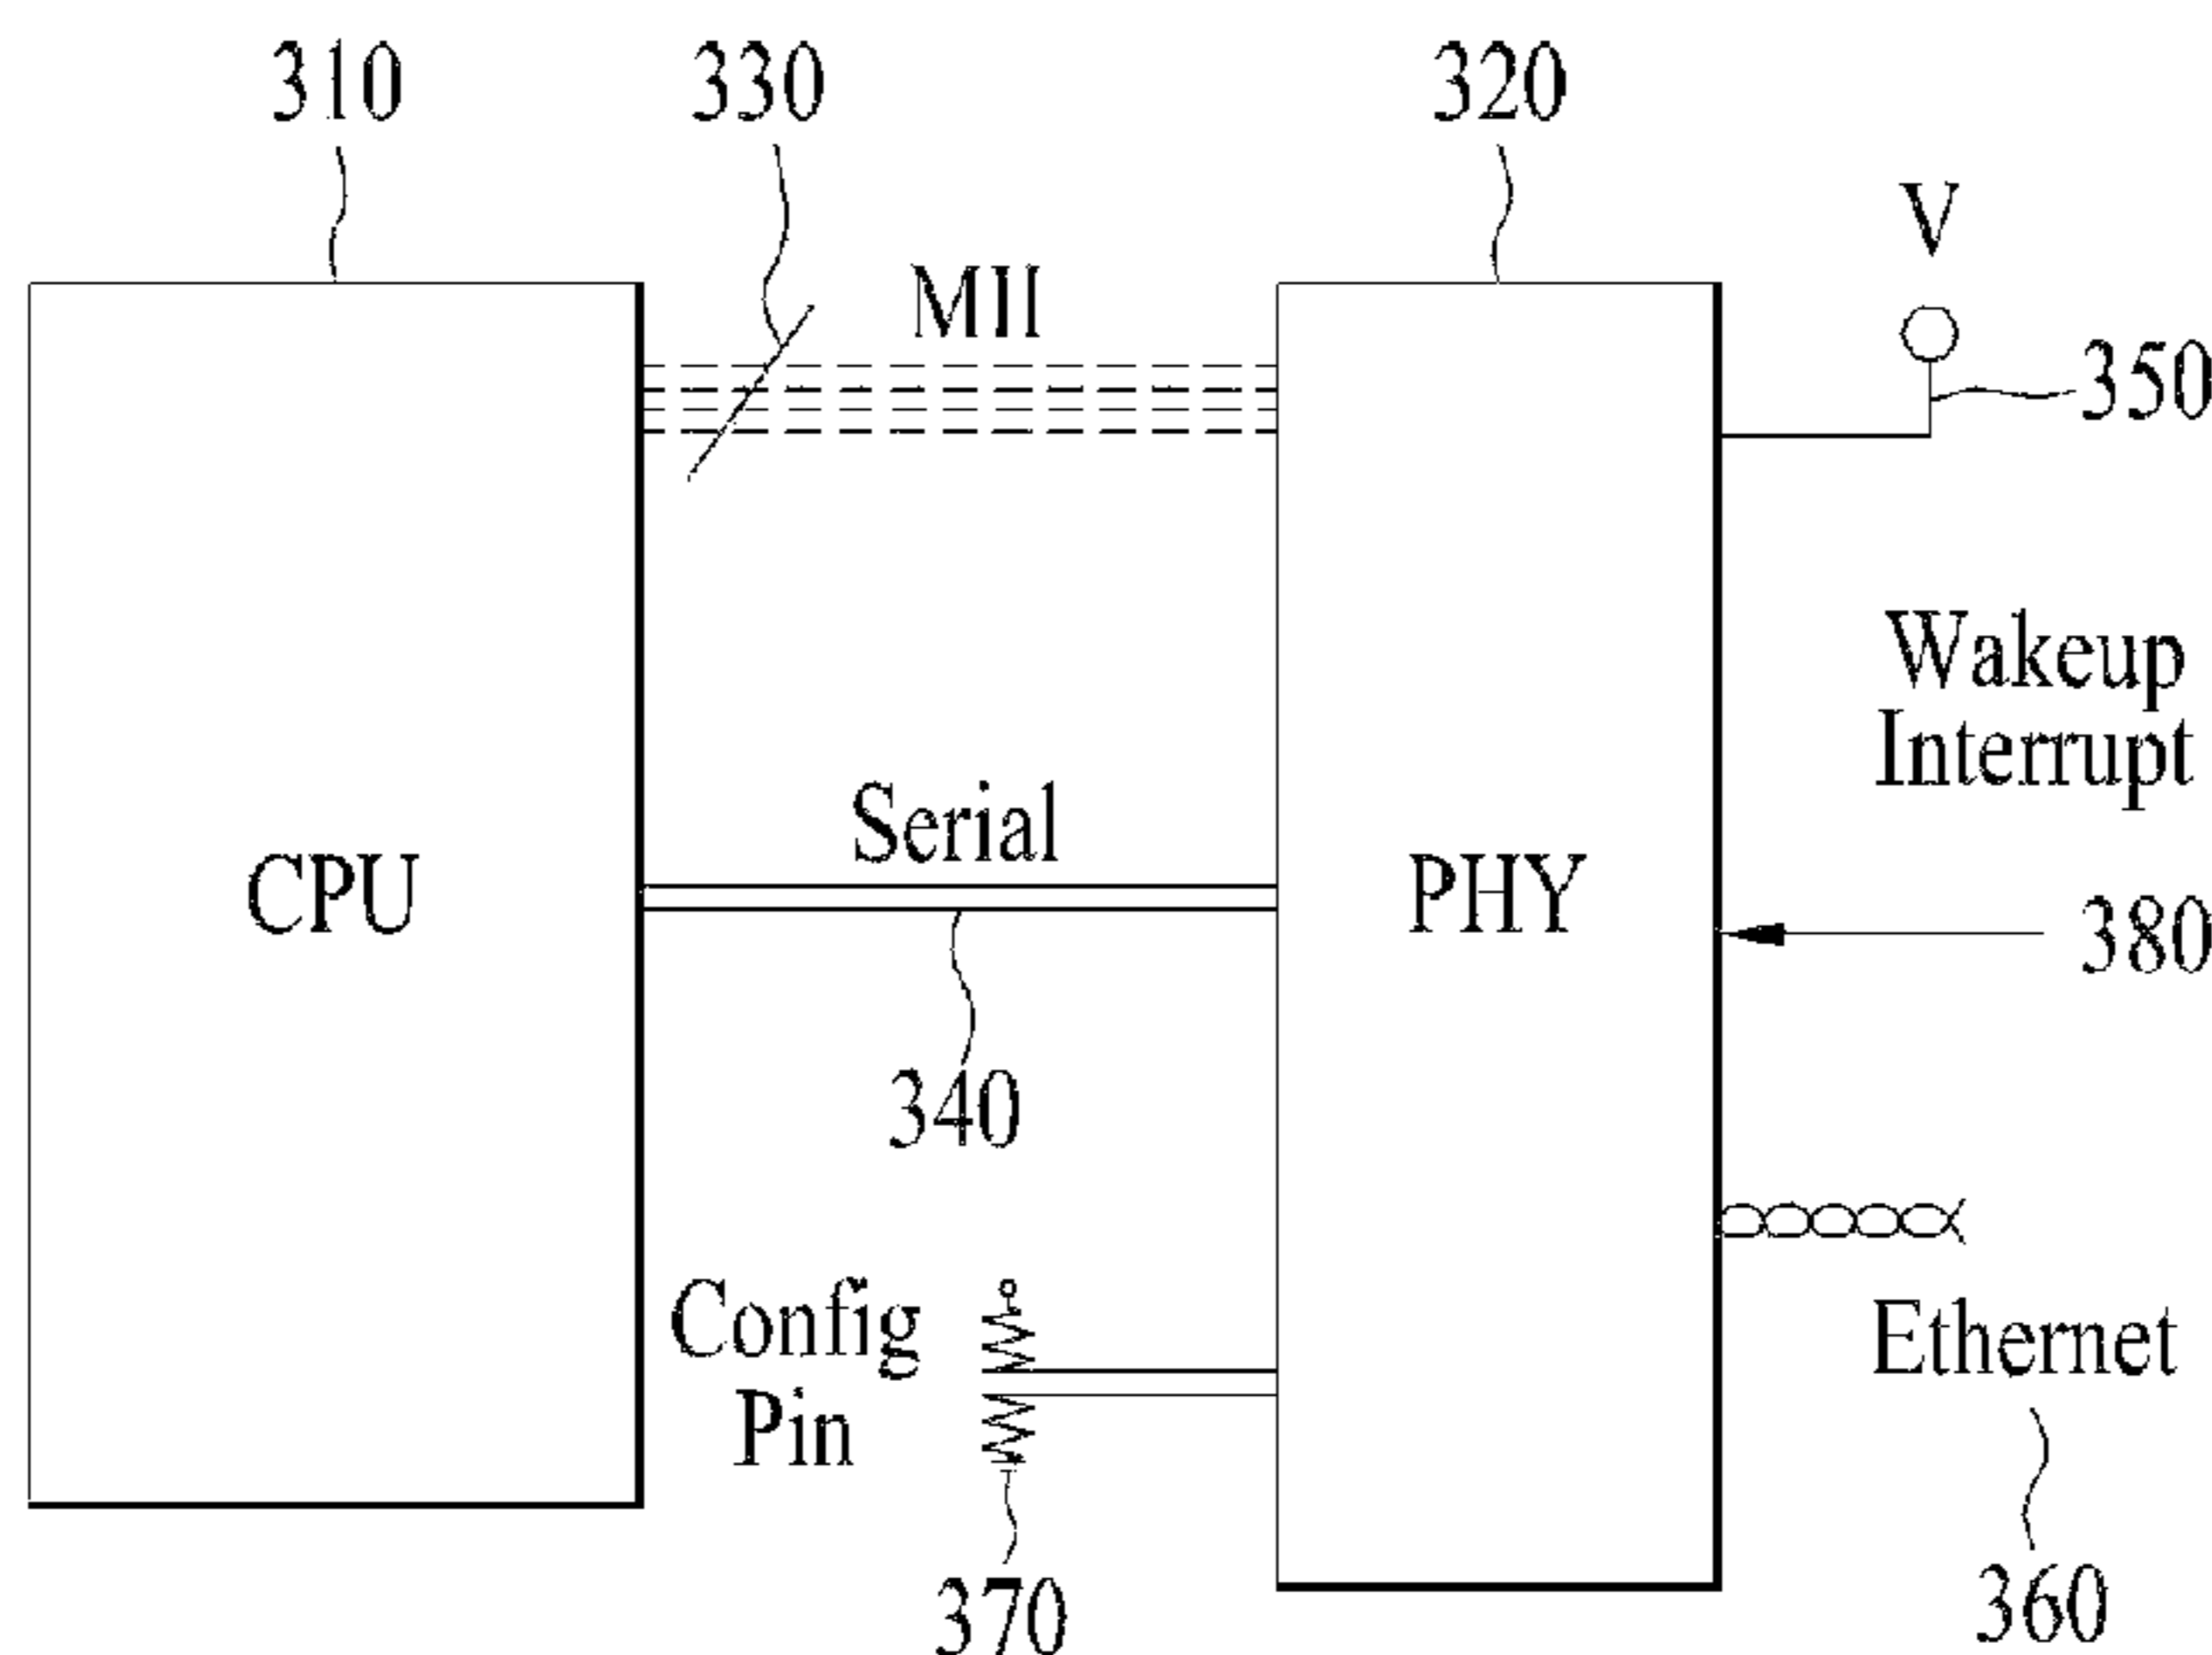 310
330
320
V
MII
350
Wakeup
Interrupt
Serial
CPU
PHY
380
340
Config
Pin
Ethernet
370
360